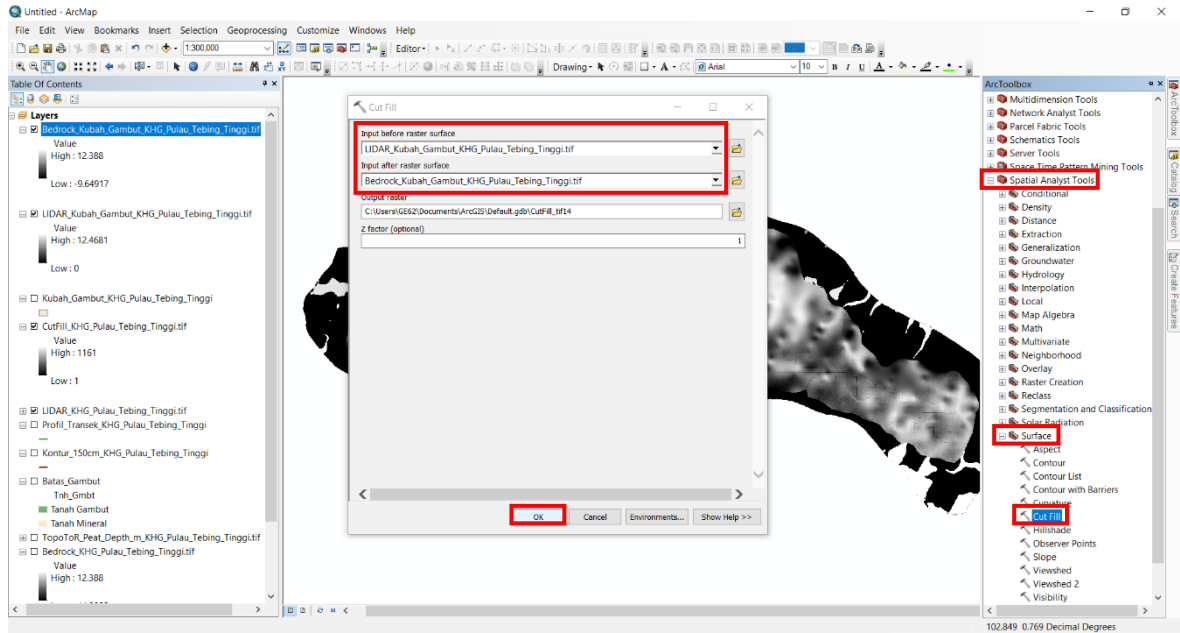 Untitled - ArcMap
File Edit View Bookmarks Insert Selection Geoprocessing Customize Windows Help
1:300.000
Editor
Drawing
Arial
10
B I U A
Table Of Contents
Layers
Bedrock_Kubah_Gambut_KHG_Pulau_Tebing_Tinggi.tif
Value
High : 12.388
Low : -9.64917
LIDAR_Kubah_Gambut_KHG_Pulau_Tebing_Tinggi.tif
Value
High : 12.4681
Low : 0
Kubah_Gambut_KHG_Pulau_Tebing_Tinggi
CutFill_KHG_Pulau_Tebing_Tinggi.tif
Value
High : 1161
Low : 1
LIDAR_KHG_Pulau_Tebing_Tinggi.tif
Profil_Transek_KHG_Pulau_Tebing_Tinggi
Kontur_150cm_KHG_Pulau_Tebing_Tinggi
Batas_Gambut
Tnh_Gmbt
Tanah Gambut
Tanah Mineral
TopoToR_Peat_Depth_m_KHG_Pulau_Tebing_Tinggi.tif
Bedrock_KHG_Pulau_Tebing_Tinggi.tif
Value
High : 12.388
Cut Fill
Input before raster surface
LIDAR_Kubah_Gambut_KHG_Pulau_Tebing_Tinggi.tif
Input after raster surface
Bedrock_Kubah_Gambut_KHG_Pulau_Tebing_Tinggi.tif
Output raster
C:\Users\GE62\Documents\ArcGIS\Default.gdb\CutFill_tif14
Z factor (optional)
1
OK Cancel Environments... Show Help >>
ArcToolbox
Multidimension Tools
Network Analyst Tools
Parcel Fabric Tools
Schematics Tools
Server Tools
Space Time Pattern Mining Tools
Spatial Analyst Tools
Conditional
Density
Distance
Extraction
Generalization
Groundwater
Hydrology
Interpolation
Local
Map Algebra
Math
Multivariate
Neighborhood
Overlay
Raster Creation
Reclass
Segmentation and Classification
Solar Radiation
Surface
Aspect
Contour
Contour List
Contour with Barriers
Curvature
Cut Fill
Hillshade
Observer Points
Slope
Viewshed
Viewshed 2
Visibility
ArcToolbox
Catalog
Search
Create Features
102.849 0.769 Decimal Degrees